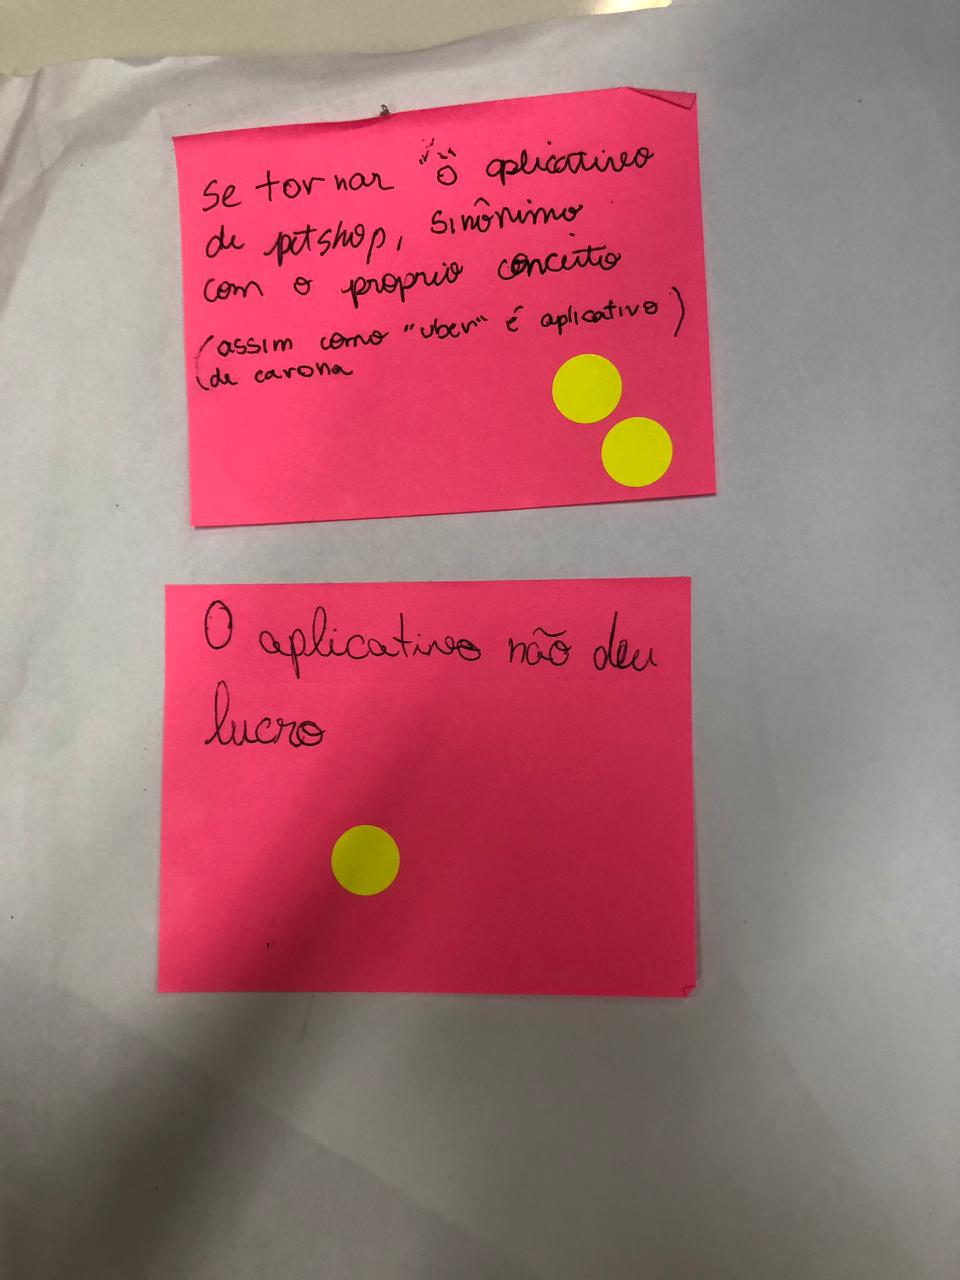 Se tornar "o" aplicativo
de petshop, sinônimo
com o proprio conceito
(assim como "uber" é aplicativo)
(de carona
O aplicativo não deu
lucro